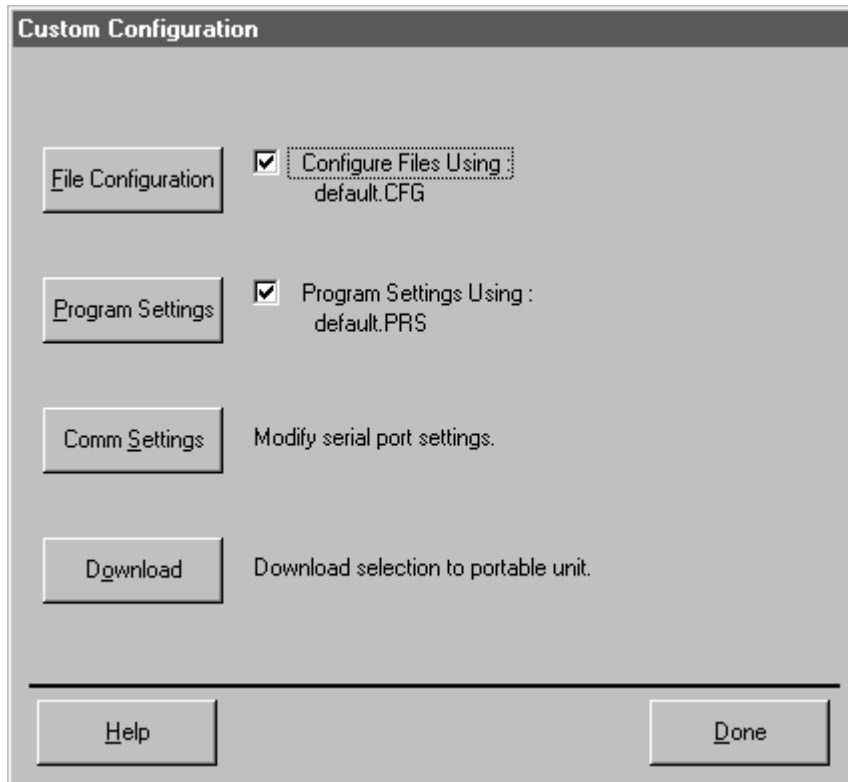 Custom Configuration
File Configuration
Configure Files Using :
default.CFG
Program Settings
Program Settings Using :
default.PRS
Comm Settings
Modify serial port settings.
Download
Download selection to portable unit.
Help
Done